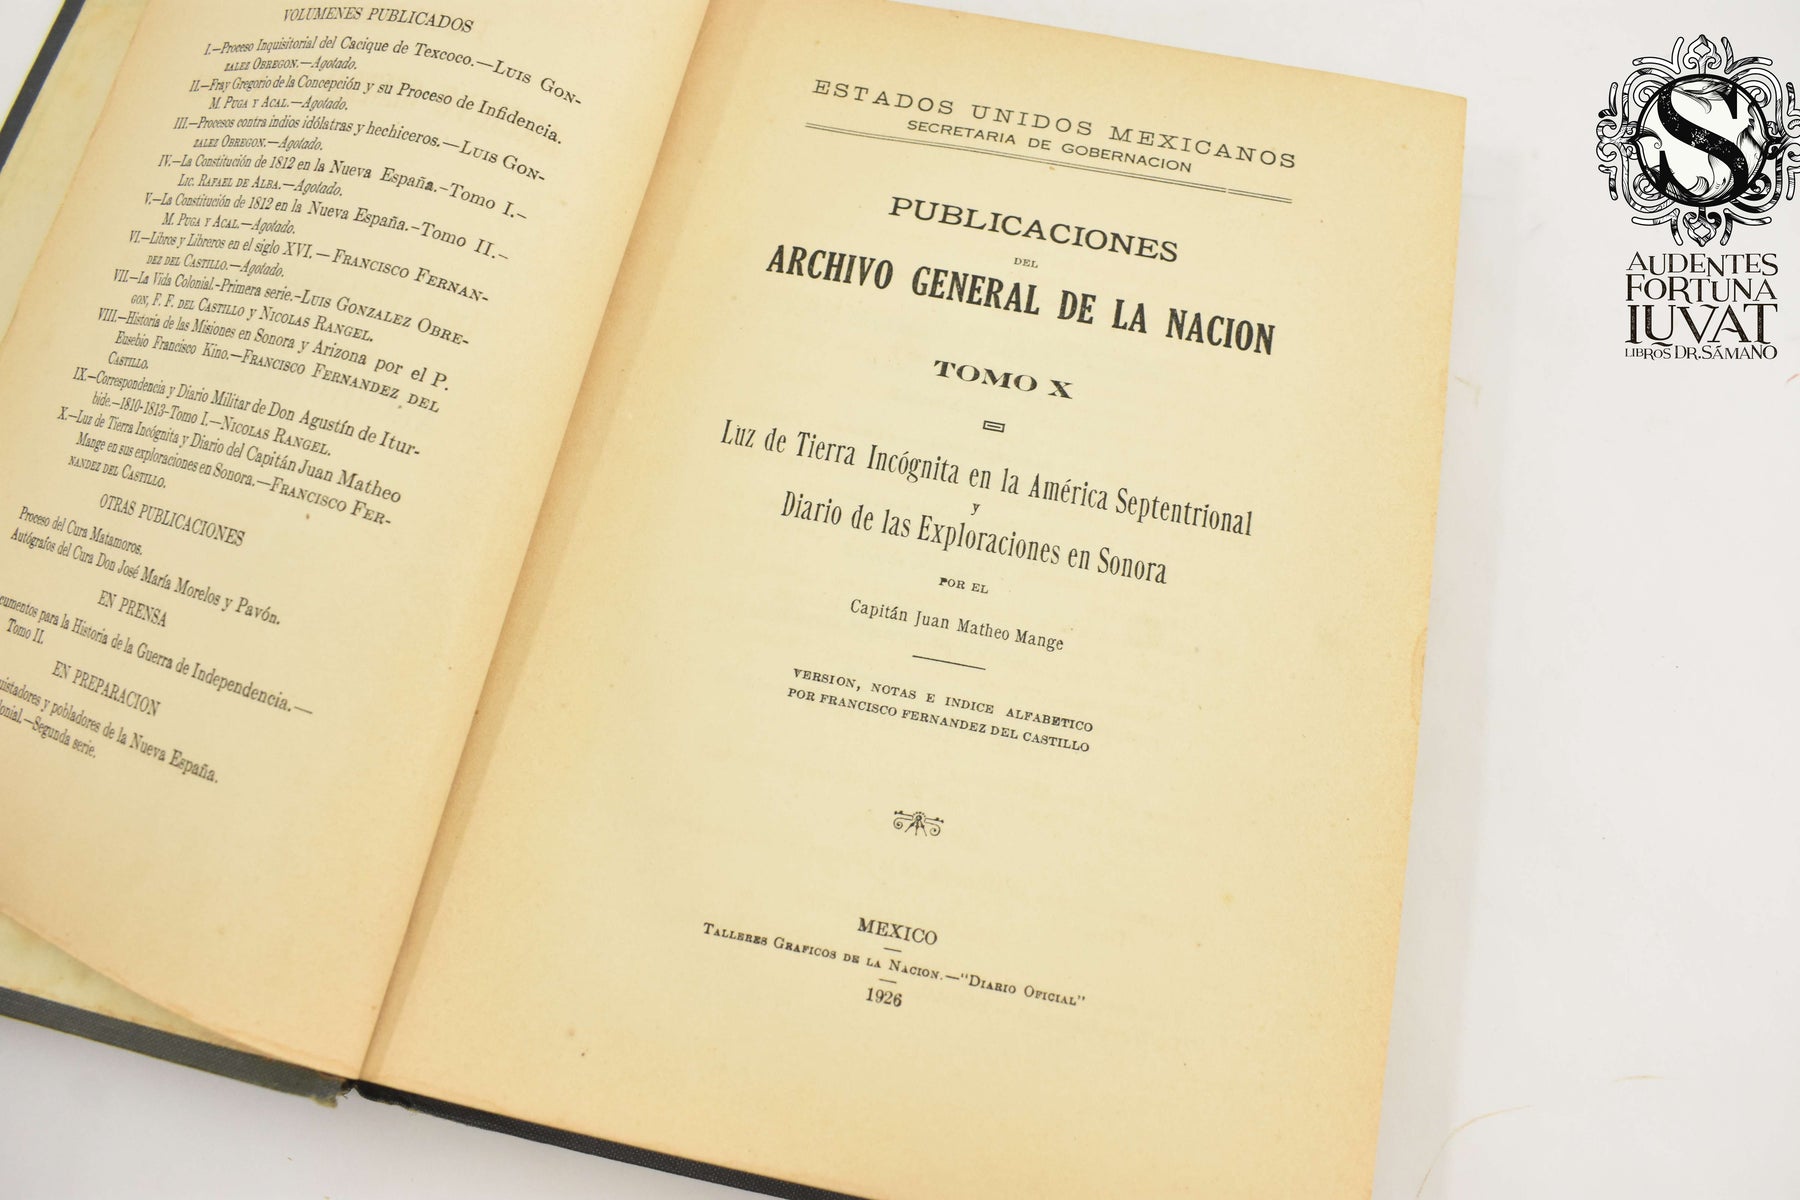 VOLUMENES PUBLICADOS
I.—Proceso Inquisitorial del Cacique de Texcoco.—LUIS GON-
ZALEZ OBREGON.—Agotado.
II.—Fray Gregorio de la Concepción y su Proceso de Infidencia.
M. PUGA Y ACAL.—Agotado.
III.—Procesos contra indios idólatras y hechiceros.—LUIS GON-
ZALEZ OBREGON.—Agotado.
IV.—La Constitución de 1812 en la Nueva España.-Tomo I.—
LIC. RAFAEL DE ALBA.—Agotado.
V.—La Constitución de 1812 en la Nueva España.-Tomo II.—
M. PUGA Y ACAL.—Agotado.
VI.—Libros y Libreros en el siglo XVI.—FRANCISCO FERNAN-
DEZ DEL CASTILLO.—Agotado.
VII.—La Vida Colonial.-Primera serie.-LUIS GONZALEZ OBRE-
GON, F. F. DEL CASTILLO Y NICOLAS RANGEL.
VIII.—Historia de las Misiones en Sonora y Arizona por el P.
Eusebio Francisco Kino.—FRANCISCO FERNANDEZ DEL
CASTILLO.
IX.—Correspondencia y Diario Militar de Don Agustín de Itur-
bide.—1810-1813-Tomo I.—NICOLAS RANGEL.
X.—Luz de Tierra Incógnita y Diario del Capitán Juan Matheo
Mange en sus exploraciones en Sonora.—FRANCISCO FER-
NANDEZ DEL CASTILLO.
OTRAS PUBLICACIONES
Proceso del Cura Matamoros.
Autógrafos del Cura Don José María Morelos y Pavón.
EN PRENSA
cumentos para la Historia de la Guerra de Independencia.—
Tomo II.
EN PREPARACION
uistadores y pobladores de la Nueva España.
lonial.—Segunda serie.
ESTADOS UNIDOS MEXICANOS
SECRETARIA DE GOBERNACION
PUBLICACIONES
DEL
ARCHIVO GENERAL DE LA NACION
TOMO X
Luz de Tierra Incógnita en la América Septentrional
y
Diario de las Exploraciones en Sonora
POR EL
Capitán Juan Matheo Mange
VERSION, NOTAS E INDICE ALFABETICO
POR FRANCISCO FERNANDEZ DEL CASTILLO
MEXICO
TALLERES GRAFICOS DE LA NACION.—"DIARIO OFICIAL"
1926
S
AUDENTES
FORTUNA
IUVAT
LIBROS DR. SÁMANO